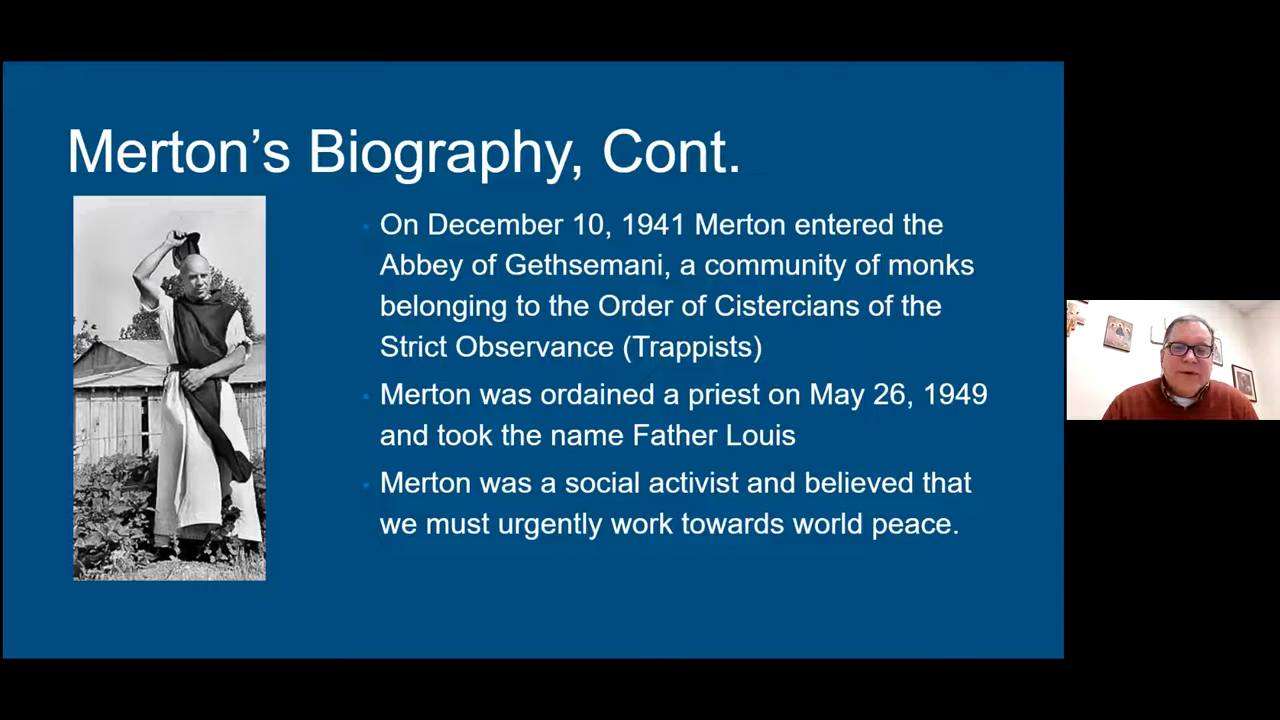 Merton’s Biography, Cont.
On December 10, 1941 Merton entered the
Abbey of Gethsemani, a community of monks
belonging to the Order of Cistercians of the
Strict Observance (Trappists)
Merton was ordained a priest on May 26, 1949
and took the name Father Louis
Merton was a social activist and believed that
we must urgently work towards world peace.